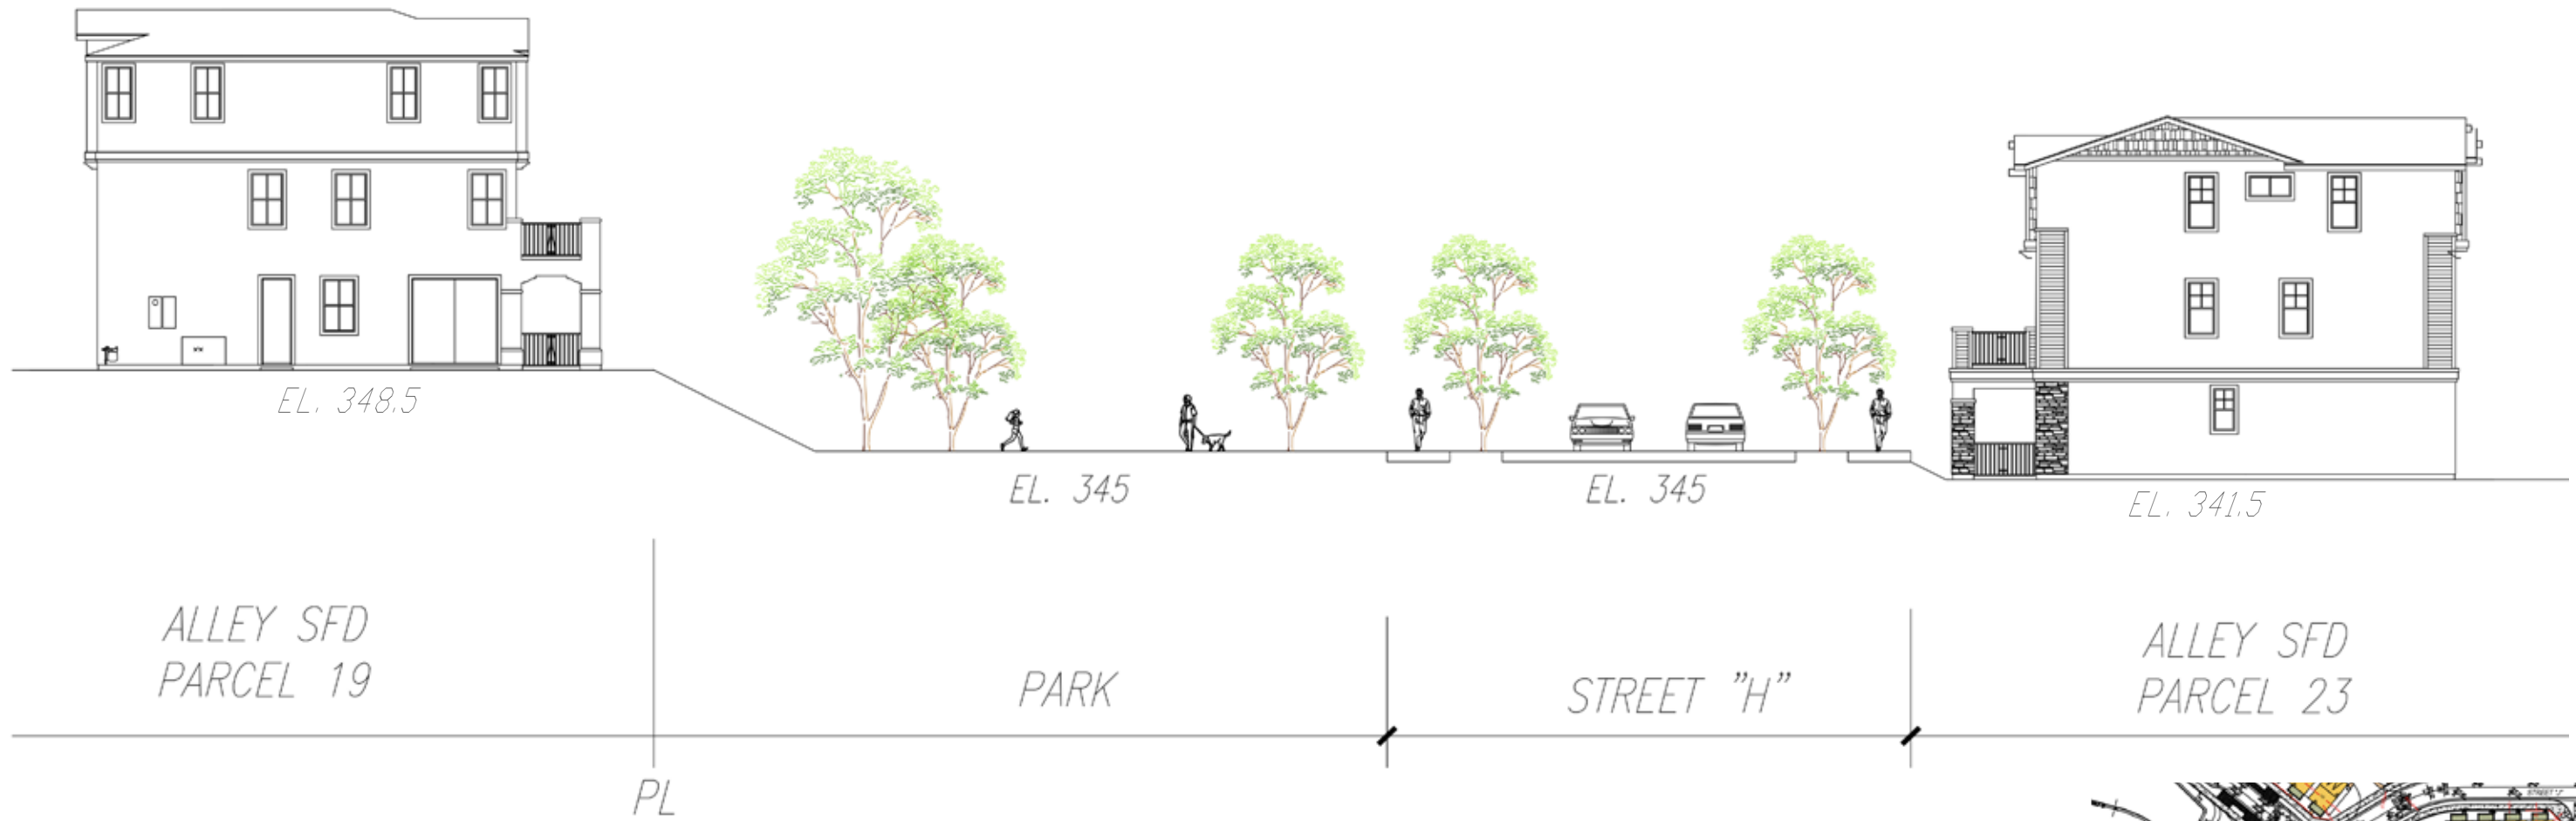 EL. 348.5
EL. 345
EL. 345
EL. 341.5
ALLEY SFD
PARCEL 19
PARK
STREET "H"
ALLEY SFD
PARCEL 23
PL